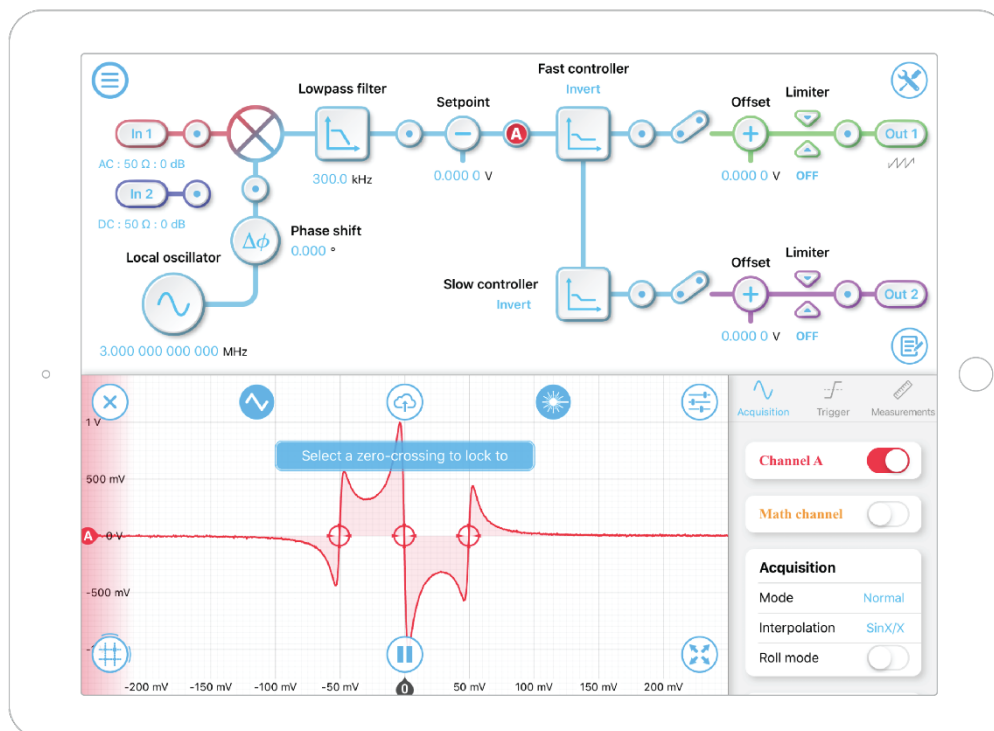 Fast controller
Invert
Lowpass filter
Setpoint
Offset
Limiter
In 1
A
Out 1
AC : 50 Ω : 0 dB
300.0 kHz
0.000 0 V
0.000 0 V
OFF
In 2
DC : 50 Ω : 0 dB
Δϕ
Phase shift
0.000 °
Local oscillator
Slow controller
Invert
Offset
Limiter
Out 2
0.000 0 V
OFF
3.000 000 000 000 MHz
Acquisition
Trigger
Measurements
1 V
Select a zero-crossing to lock to
500 mV
A
0 V
-500 mV
-200 mV
-150 mV
-100 mV
-50 mV
0
50 mV
100 mV
150 mV
200 mV
Channel A
Math channel
Acquisition
Mode Normal
Interpolation SinX/X
Roll mode